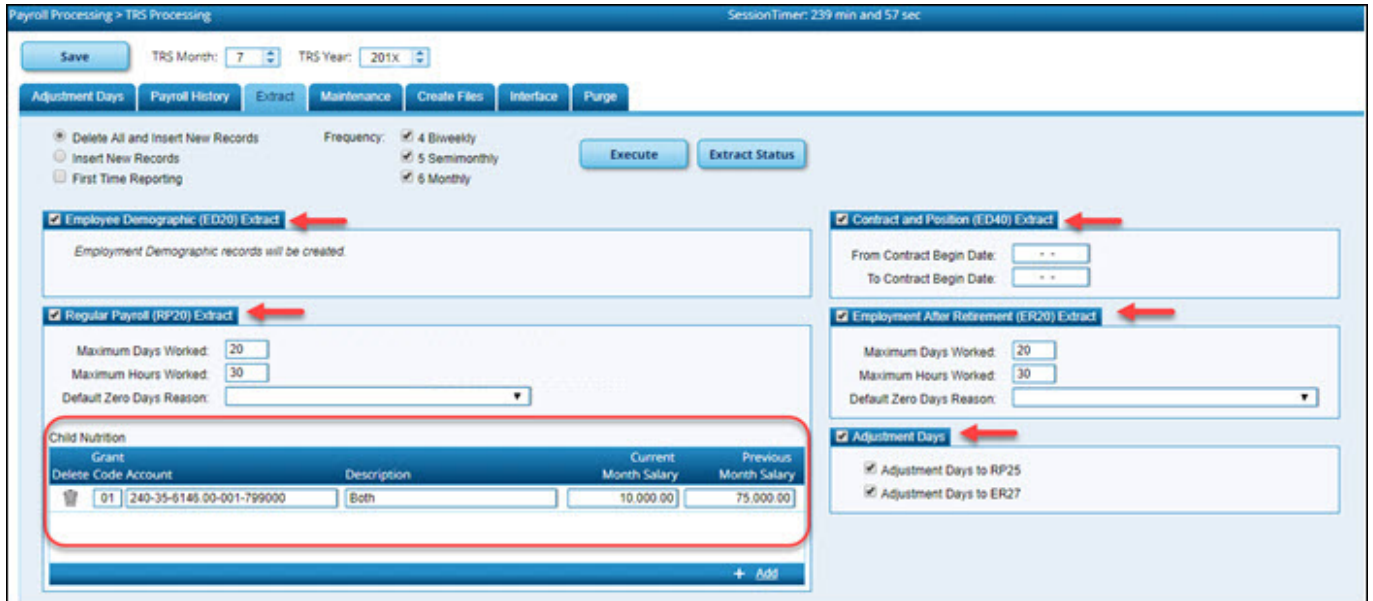 Payroll Processing > TRS Processing
SessionTimer: 239 min and 57 sec
Save
TRS Month: 7
TRS Year: 201X
Adjustment Days
Payroll History
Extract
Maintenance
Create Files
Interface
Purge
Delete All and Insert New Records
Insert New Records
First Time Reporting
Frequency:
4 Biweekly
5 Semimonthly
6 Monthly
Execute
Extract Status
Employee Demographic (ED20) Extract
Employment Demographic records will be created.
Contract and Position (ED40) Extract
From Contract Begin Date: - -
To Contract Begin Date: - -
Regular Payroll (RP20) Extract
Maximum Days Worked: 20
Maximum Hours Worked: 30
Default Zero Days Reason:
Employment After Retirement (ER20) Extract
Maximum Days Worked: 20
Maximum Hours Worked: 30
Default Zero Days Reason:
Child Nutrition
Grant
Delete Code Account
Description
Current
Month Salary
Previous
Month Salary
01 240-35-6146.00-001-799000 Both 10,000.00 75,000.00
+ Add
Adjustment Days
Adjustment Days to RP25
Adjustment Days to ER27